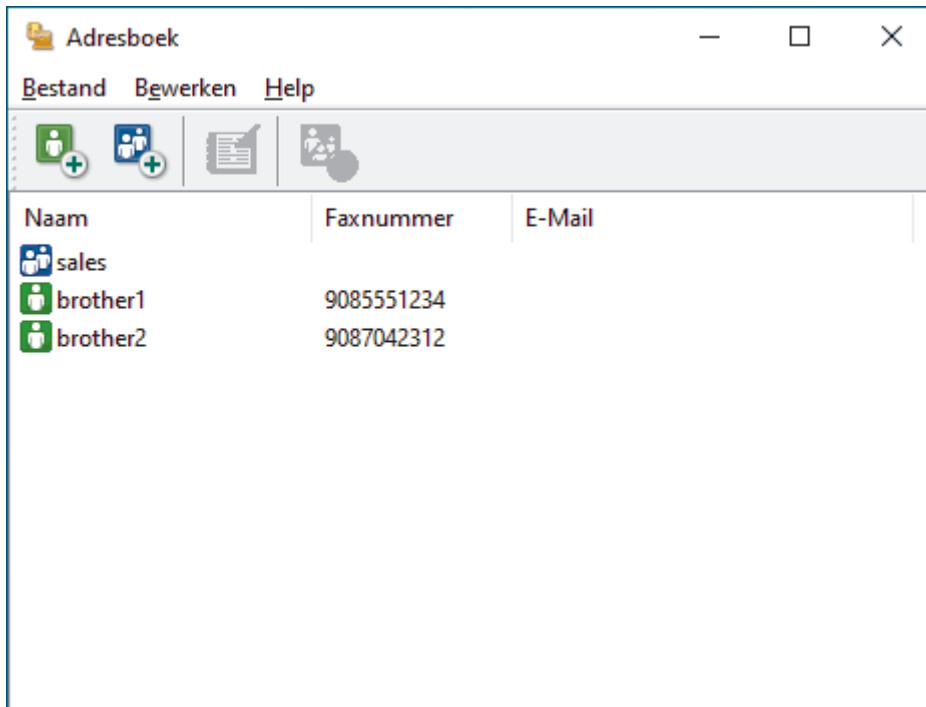 Adresboek
Bestand Bewerken Help
Naam Faxnummer E-Mail
sales
brother1 9085551234
brother2 9087042312